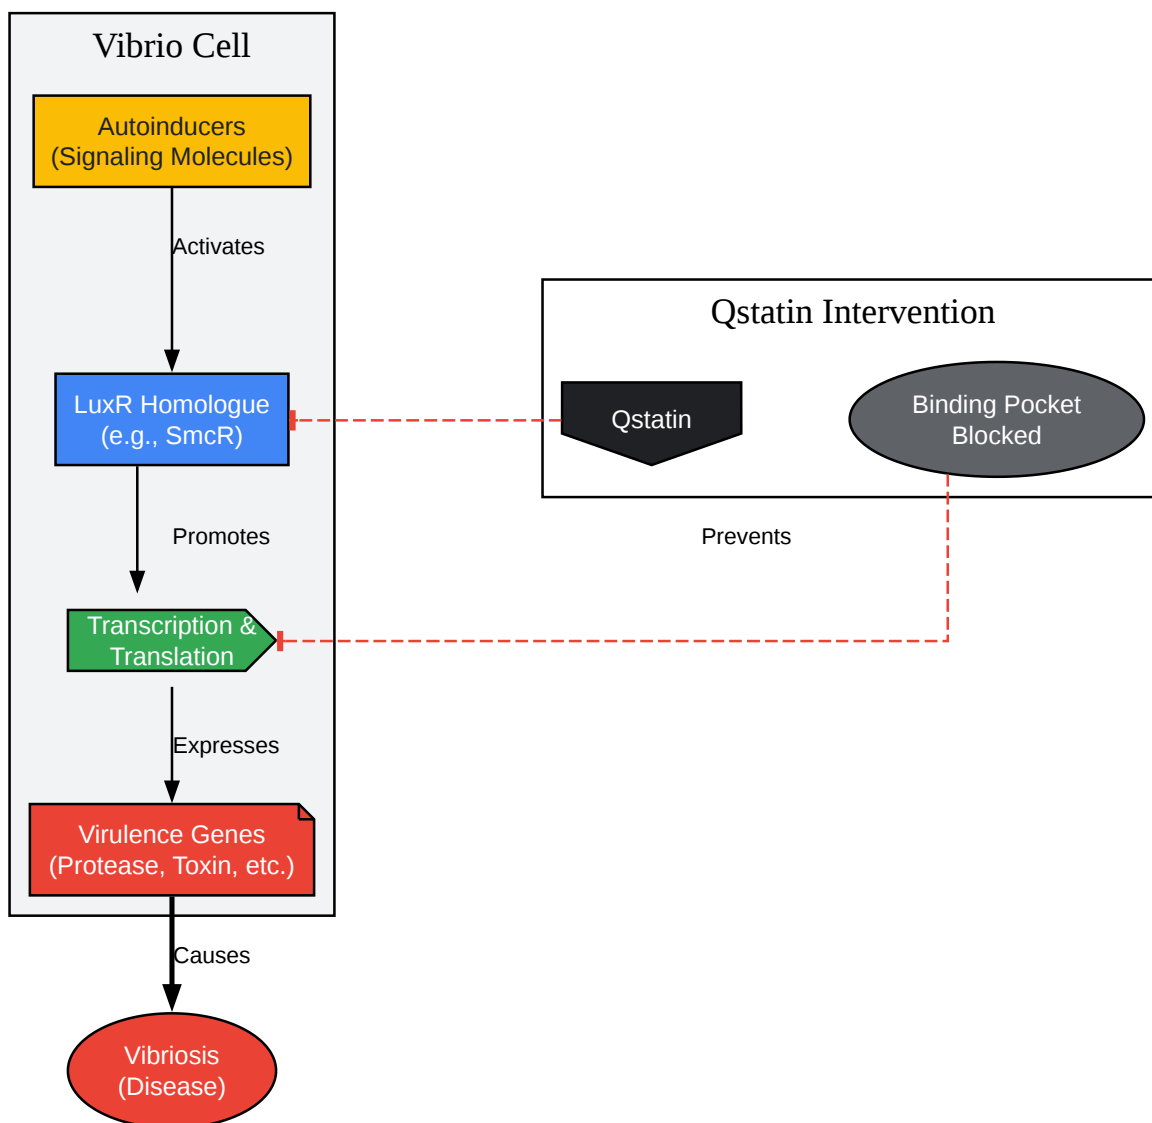 Vibrio Cell
Autoinducers
(Signaling Molecules)
Activates
LuxR Homologue
(e.g., SmcR)
Promotes
Transcription &
Translation
Expresses
Virulence Genes
(Protease, Toxin, etc.)
Causes
Vibriosis
(Disease)
Qstatin Intervention
Qstatin
Binding Pocket
Blocked
Prevents